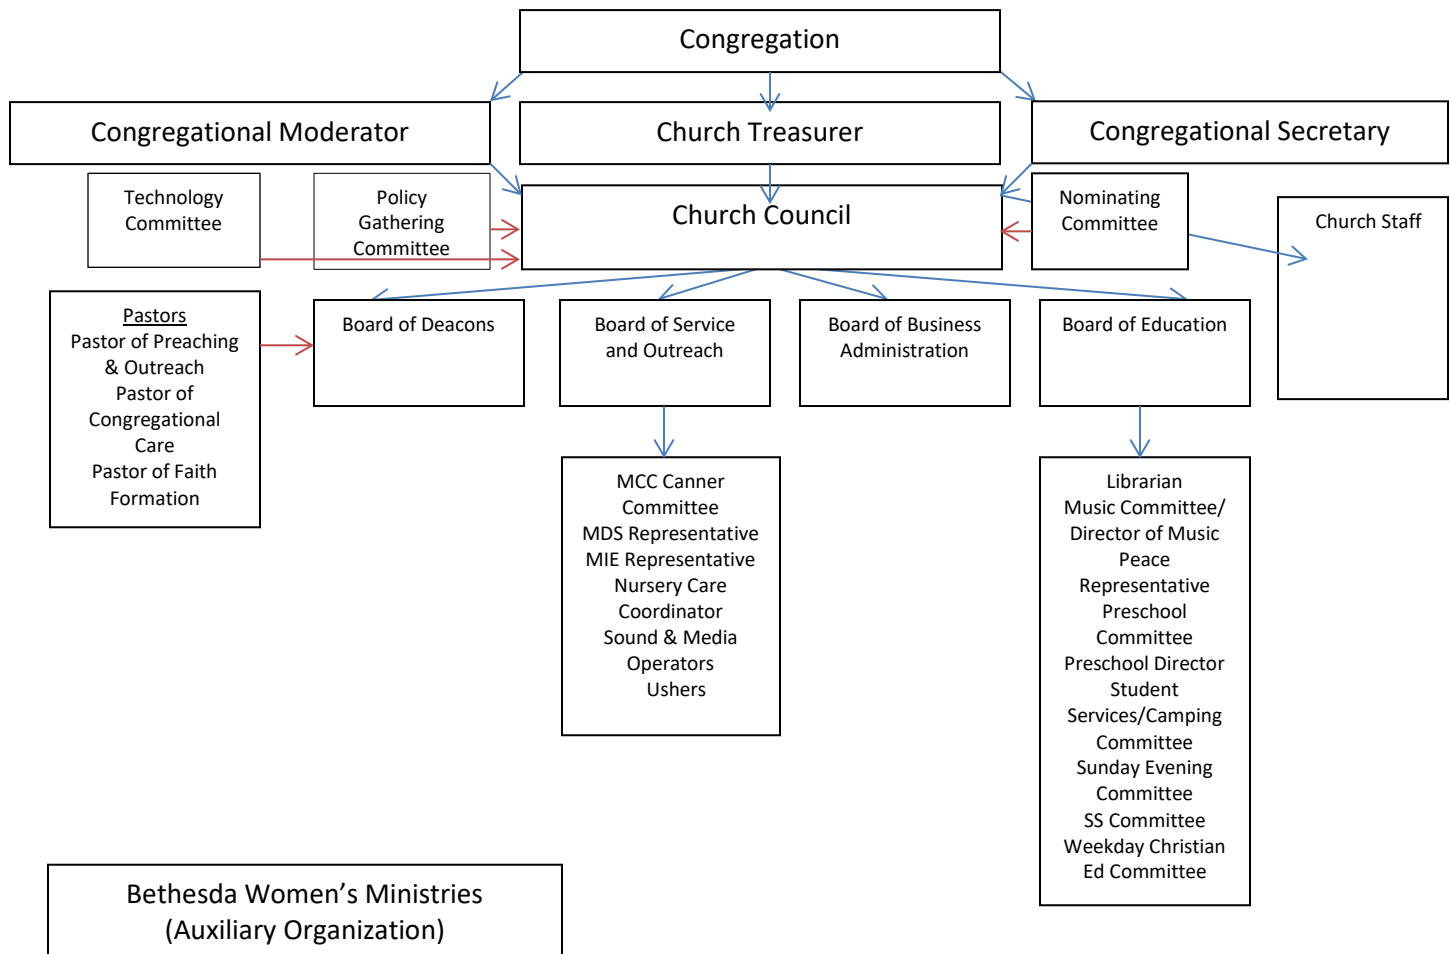 Congregation
Congregational Moderator
Church Treasurer
Congregational Secretary
Technology
Committee
Policy
Gathering
Committee
Church Council
Nominating
Committee
Church Staff
Pastors
Pastor of Preaching
& Outreach
Pastor of
Congregational
Care
Pastor of Faith
Formation
Board of Deacons
Board of Service
and Outreach
Board of Business
Administration
Board of Education
MCC Canner
Committee
MDS Representative
MIE Representative
Nursery Care
Coordinator
Sound & Media
Operators
Ushers
Librarian
Music Committee/
Director of Music
Peace
Representative
Preschool
Committee
Preschool Director
Student
Services/Camping
Committee
Sunday Evening
Committee
SS Committee
Weekday Christian
Ed Committee
Bethesda Women’s Ministries
(Auxiliary Organization)